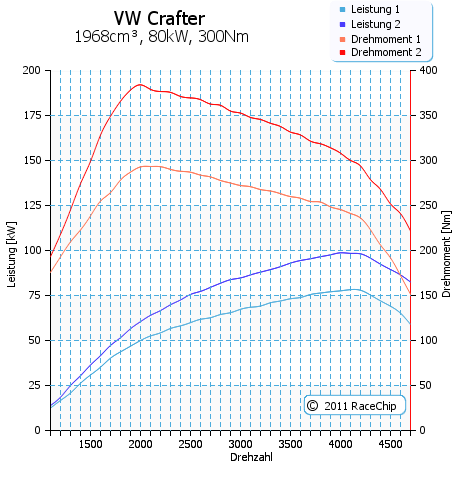 VW Crafter
1968cm³, 80kW, 300Nm
Leistung 1
Leistung 2
Drehmoment 1
Drehmoment 2
200
175
150
125
100
75
50
25
0
Leistung [kW]
400
350
300
250
200
150
100
50
0
Drehmoment [Nm]
1500 2000 2500 3000 3500 4000 4500
Drehzahl
© 2011 RaceChip